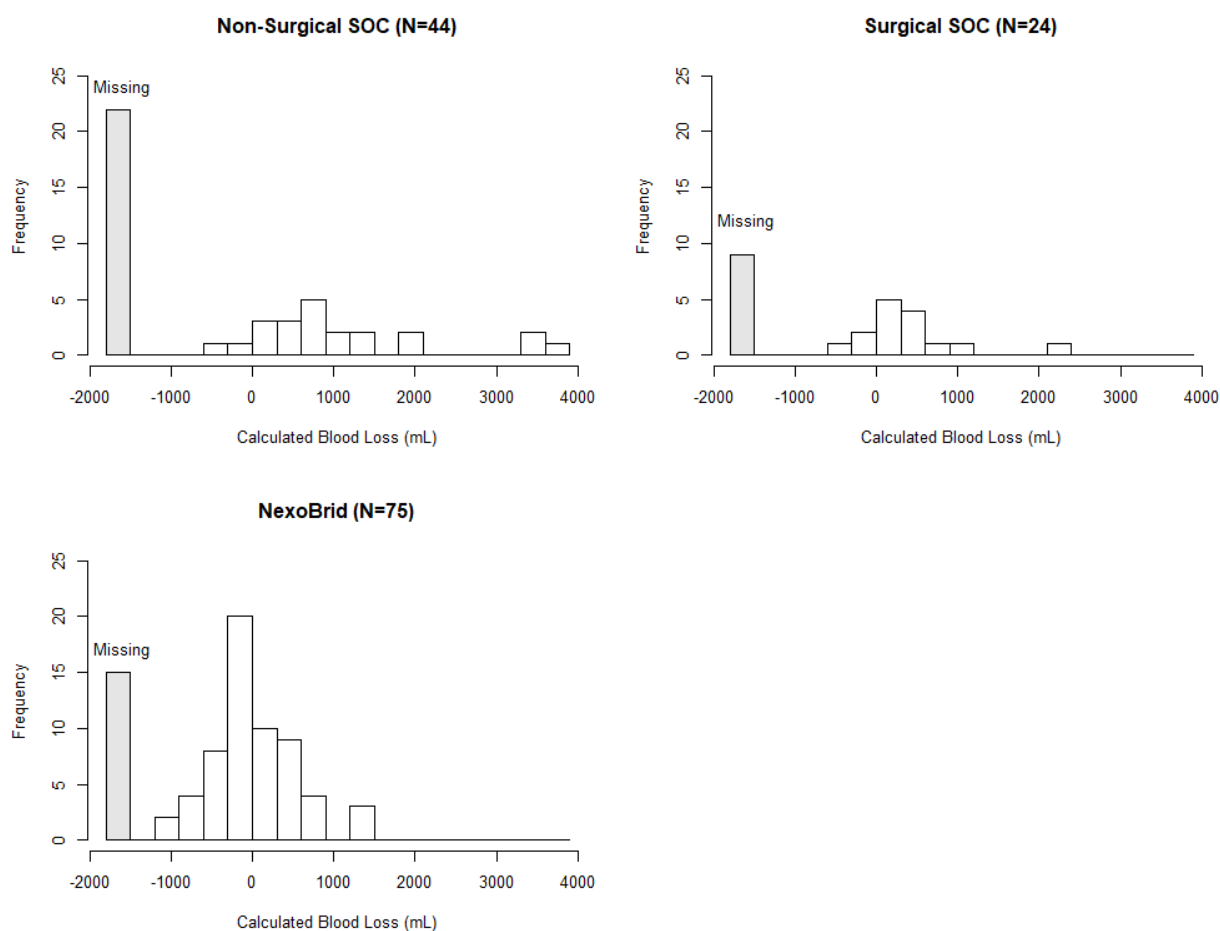 Non-Surgical SOC (N=44)
Missing
Frequency
0 5 10 15 20 25
-2000 -1000 0 1000 2000 3000 4000
Calculated Blood Loss (mL)
Surgical SOC (N=24)
Missing
Frequency
0 5 10 15 20 25
-2000 -1000 0 1000 2000 3000 4000
Calculated Blood Loss (mL)
NexoBrid (N=75)
Missing
Frequency
0 5 10 15 20 25
-2000 -1000 0 1000 2000 3000 4000
Calculated Blood Loss (mL)